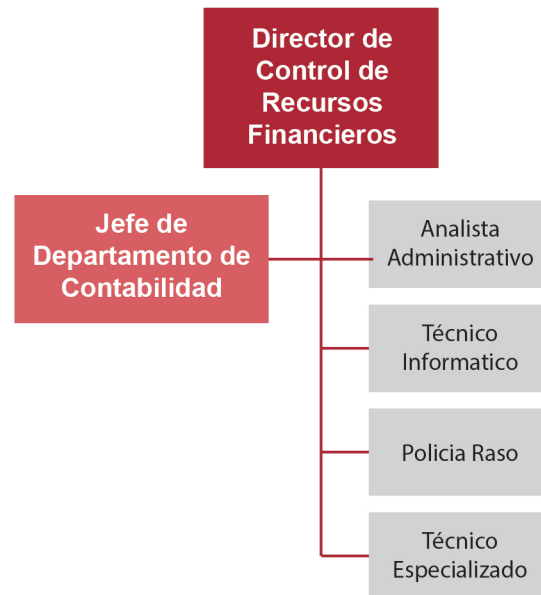 Director de
Control de
Recursos
Financieros
Jefe de
Departamento de
Contabilidad
Analista
Administrativo
Técnico
Informatico
Policia Raso
Técnico
Especializado